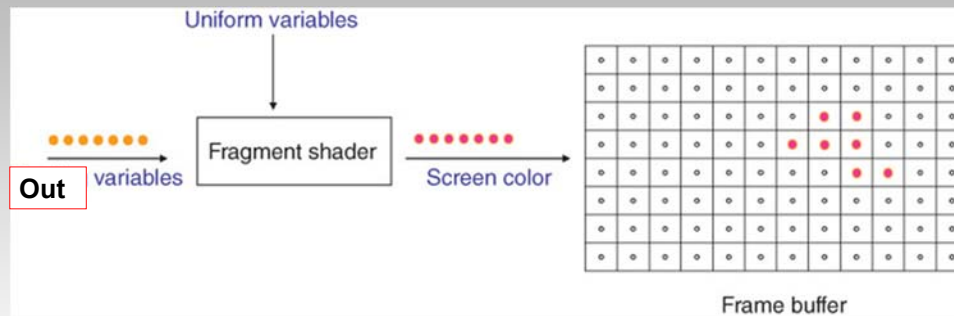 Uniform variables
Fragment shader
Out variables
Screen color
Frame buffer